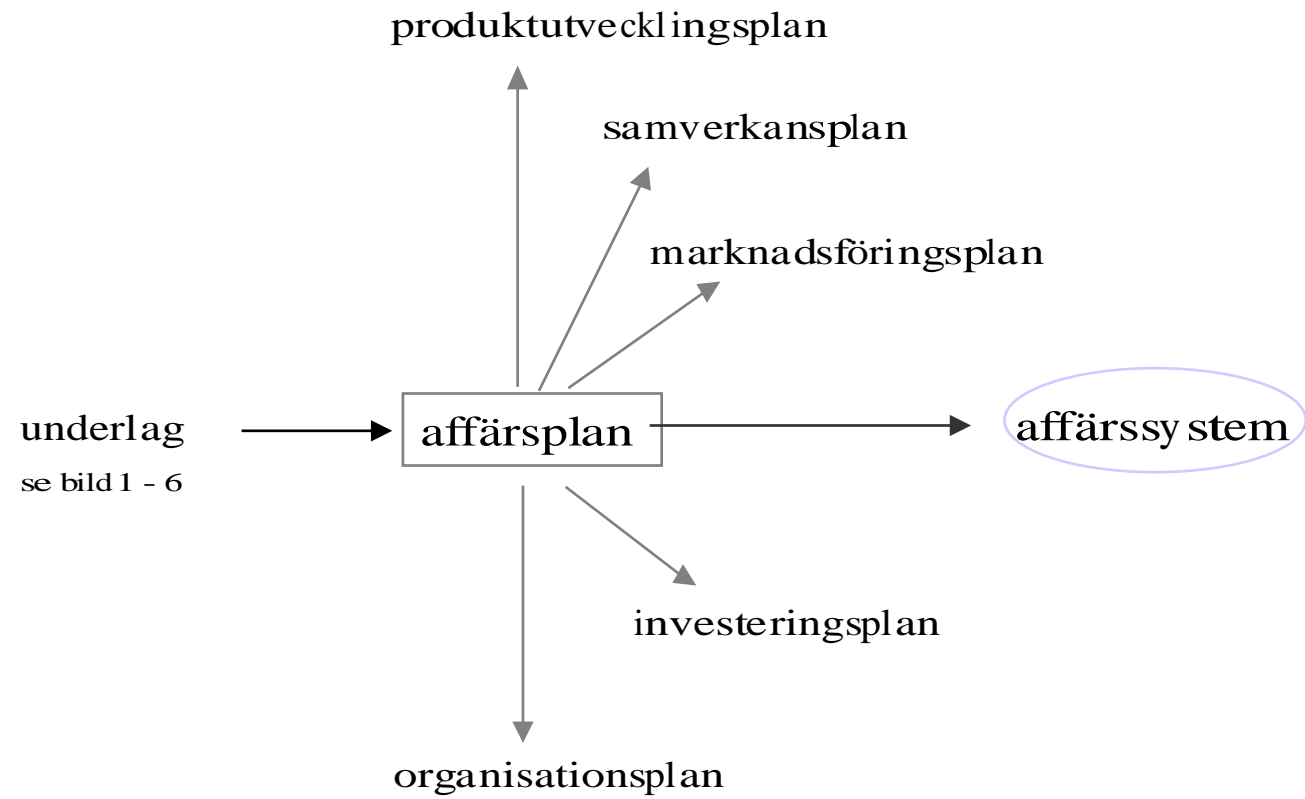 produktutvecklingsplan
samverkansplan
marknadsföringsplan
underlag
se bild 1 - 6
affärsplan
affärssystem
investeringsplan
organisationsplan